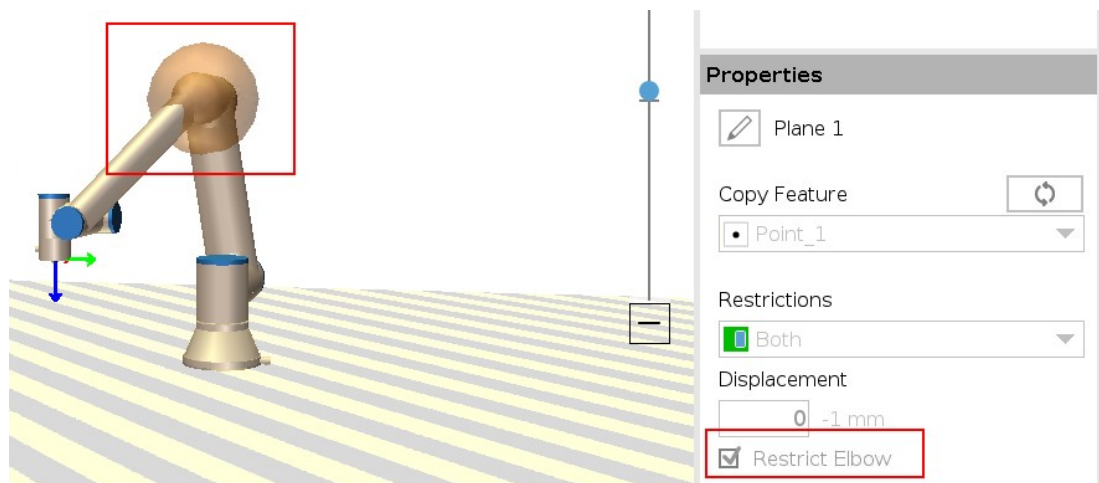 Properties
Plane 1
Copy Feature
Point_1
Restrictions
Both
Displacement
0 -1 mm
Restrict Elbow